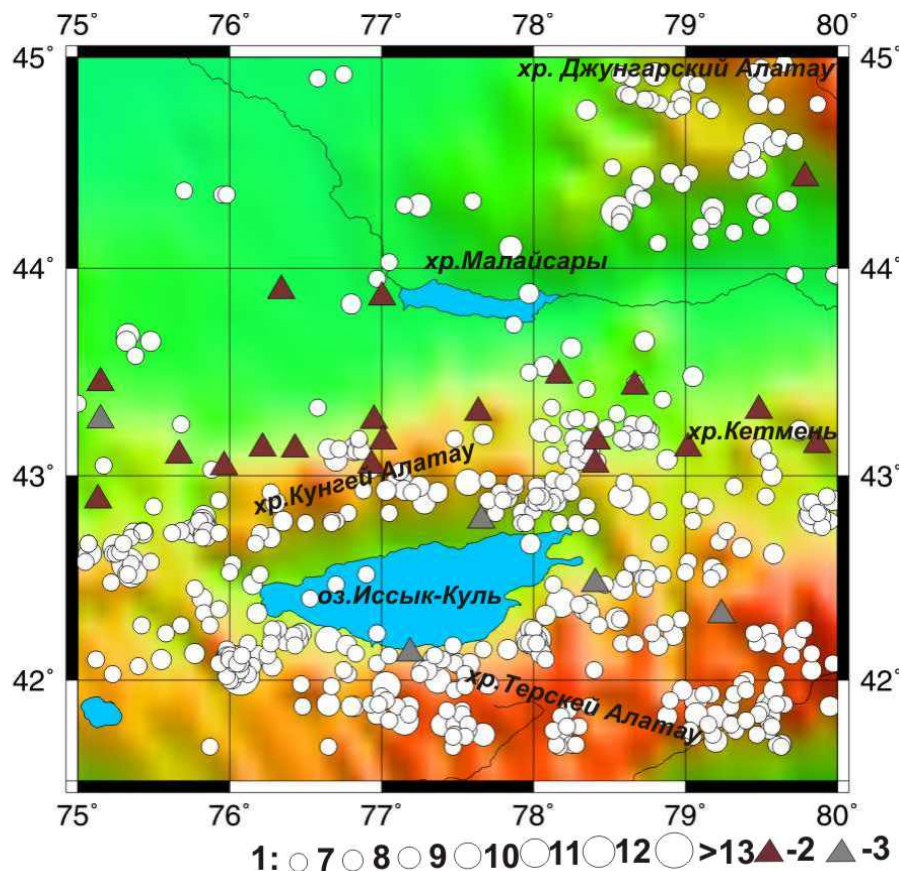 75˚ 76˚ 77˚ 78˚ 79˚ 80˚
45˚ 45˚
хр. Джунгарский Алатау
хр.Малайсары
44˚ 44˚
хр.Кетмень
43˚ 43˚
хр.Кунгей Алатау
оз.Иссык-Куль
42˚ 42˚
хр.Терскей Алатау
75˚ 76˚ 77˚ 78˚ 79˚ 80˚
1: 7 8 9 10 11 12 >13 -2 -3